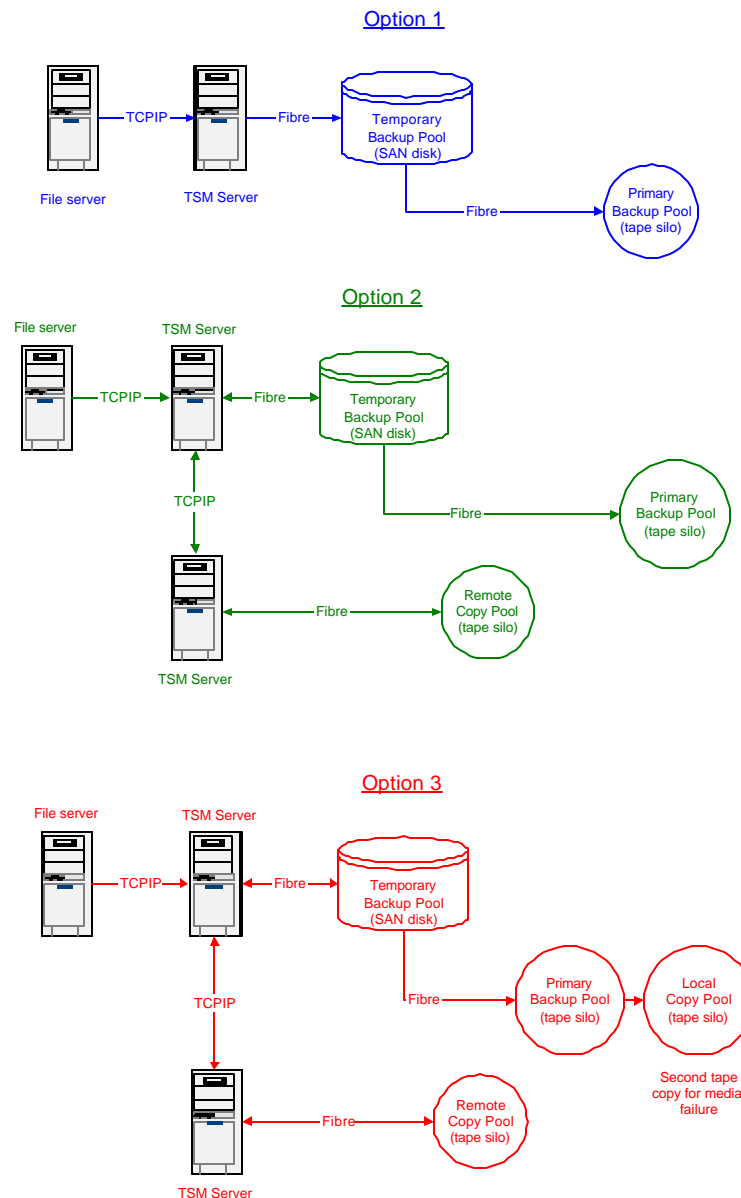 Option 1
TCPIP
Fibre
Temporary
Backup Pool
(SAN disk)
File server
TSM Server
Fibre
Primary
Backup Pool
(tape silo)
Option 2
File server
TSM Server
TCPIP
Fibre
Temporary
Backup Pool
(SAN disk)
TCPIP
Fibre
Primary
Backup Pool
(tape silo)
Fibre
Remote
Copy Pool
(tape silo)
TSM Server
Option 3
File server
TSM Server
TCPIP
Fibre
Temporary
Backup Pool
(SAN disk)
TCPIP
Fibre
Primary
Backup Pool
(tape silo)
Local
Copy Pool
(tape silo)
Second tape
copy for media
failure
Fibre
Remote
Copy Pool
(tape silo)
TSM Server